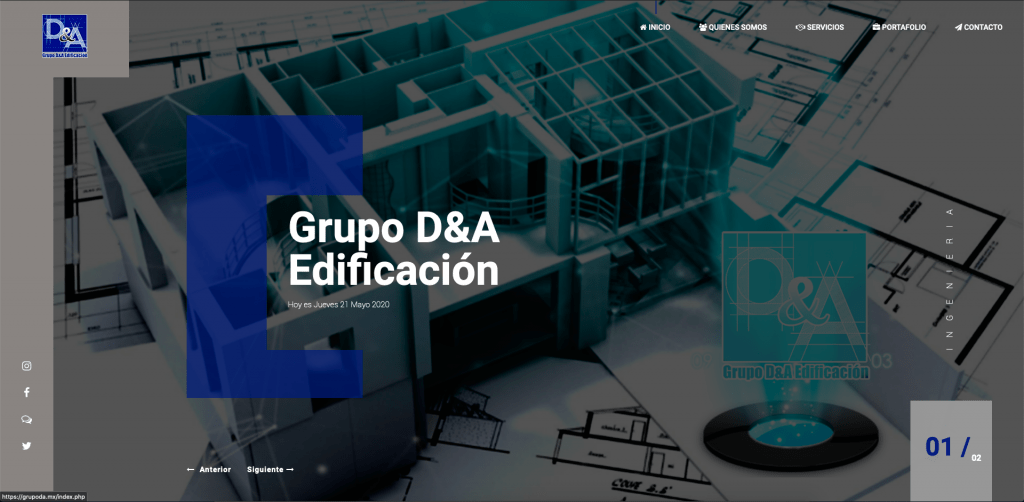 D&A
Grupo D&A Edificación
INICIO
QUIENES SOMOS
SERVICIOS
PORTAFOLIO
CONTACTO
Grupo D&A
Edificación
Hoy es Jueves 21 Mayo 2020
INGENIERIA
D&A
03
Grupo D&A Edificación
01 /
02
← Anterior
Siguiente →
https://grupoda.mx/index.php